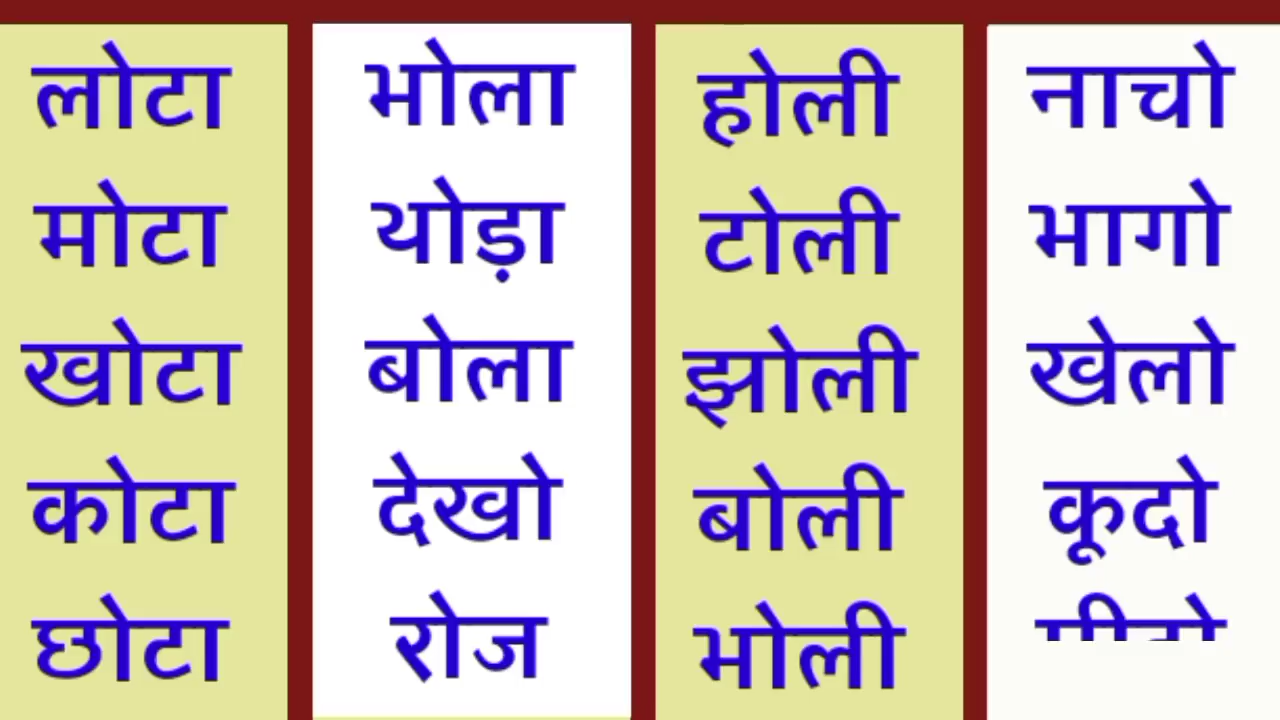 लोटा
मोटा
खोटा
कोटा
छोटा
भोला
थोड़ा
बोला
देखो
रोज
होली
टोली
झोली
बोली
भोली
नाचो
भागो
खेलो
कूदो